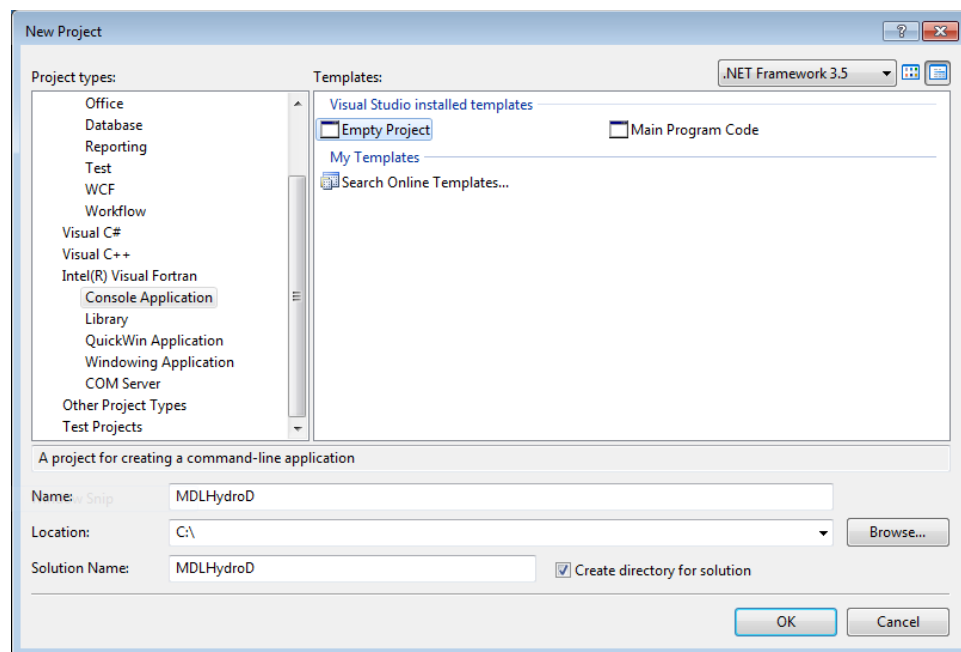 New Project
Project types:
Templates:
.NET Framework 3.5
Office
Database
Reporting
Test
WCF
Workflow
Visual C#
Visual C++
Intel(R) Visual Fortran
Console Application
Library
QuickWin Application
Windowing Application
COM Server
Other Project Types
Test Projects
Visual Studio installed templates
Empty Project
Main Program Code
My Templates
Search Online Templates...
A project for creating a command-line application
Name:
MDLHydroD
Location:
C:\
Browse...
Solution Name:
MDLHydroD
Create directory for solution
OK
Cancel